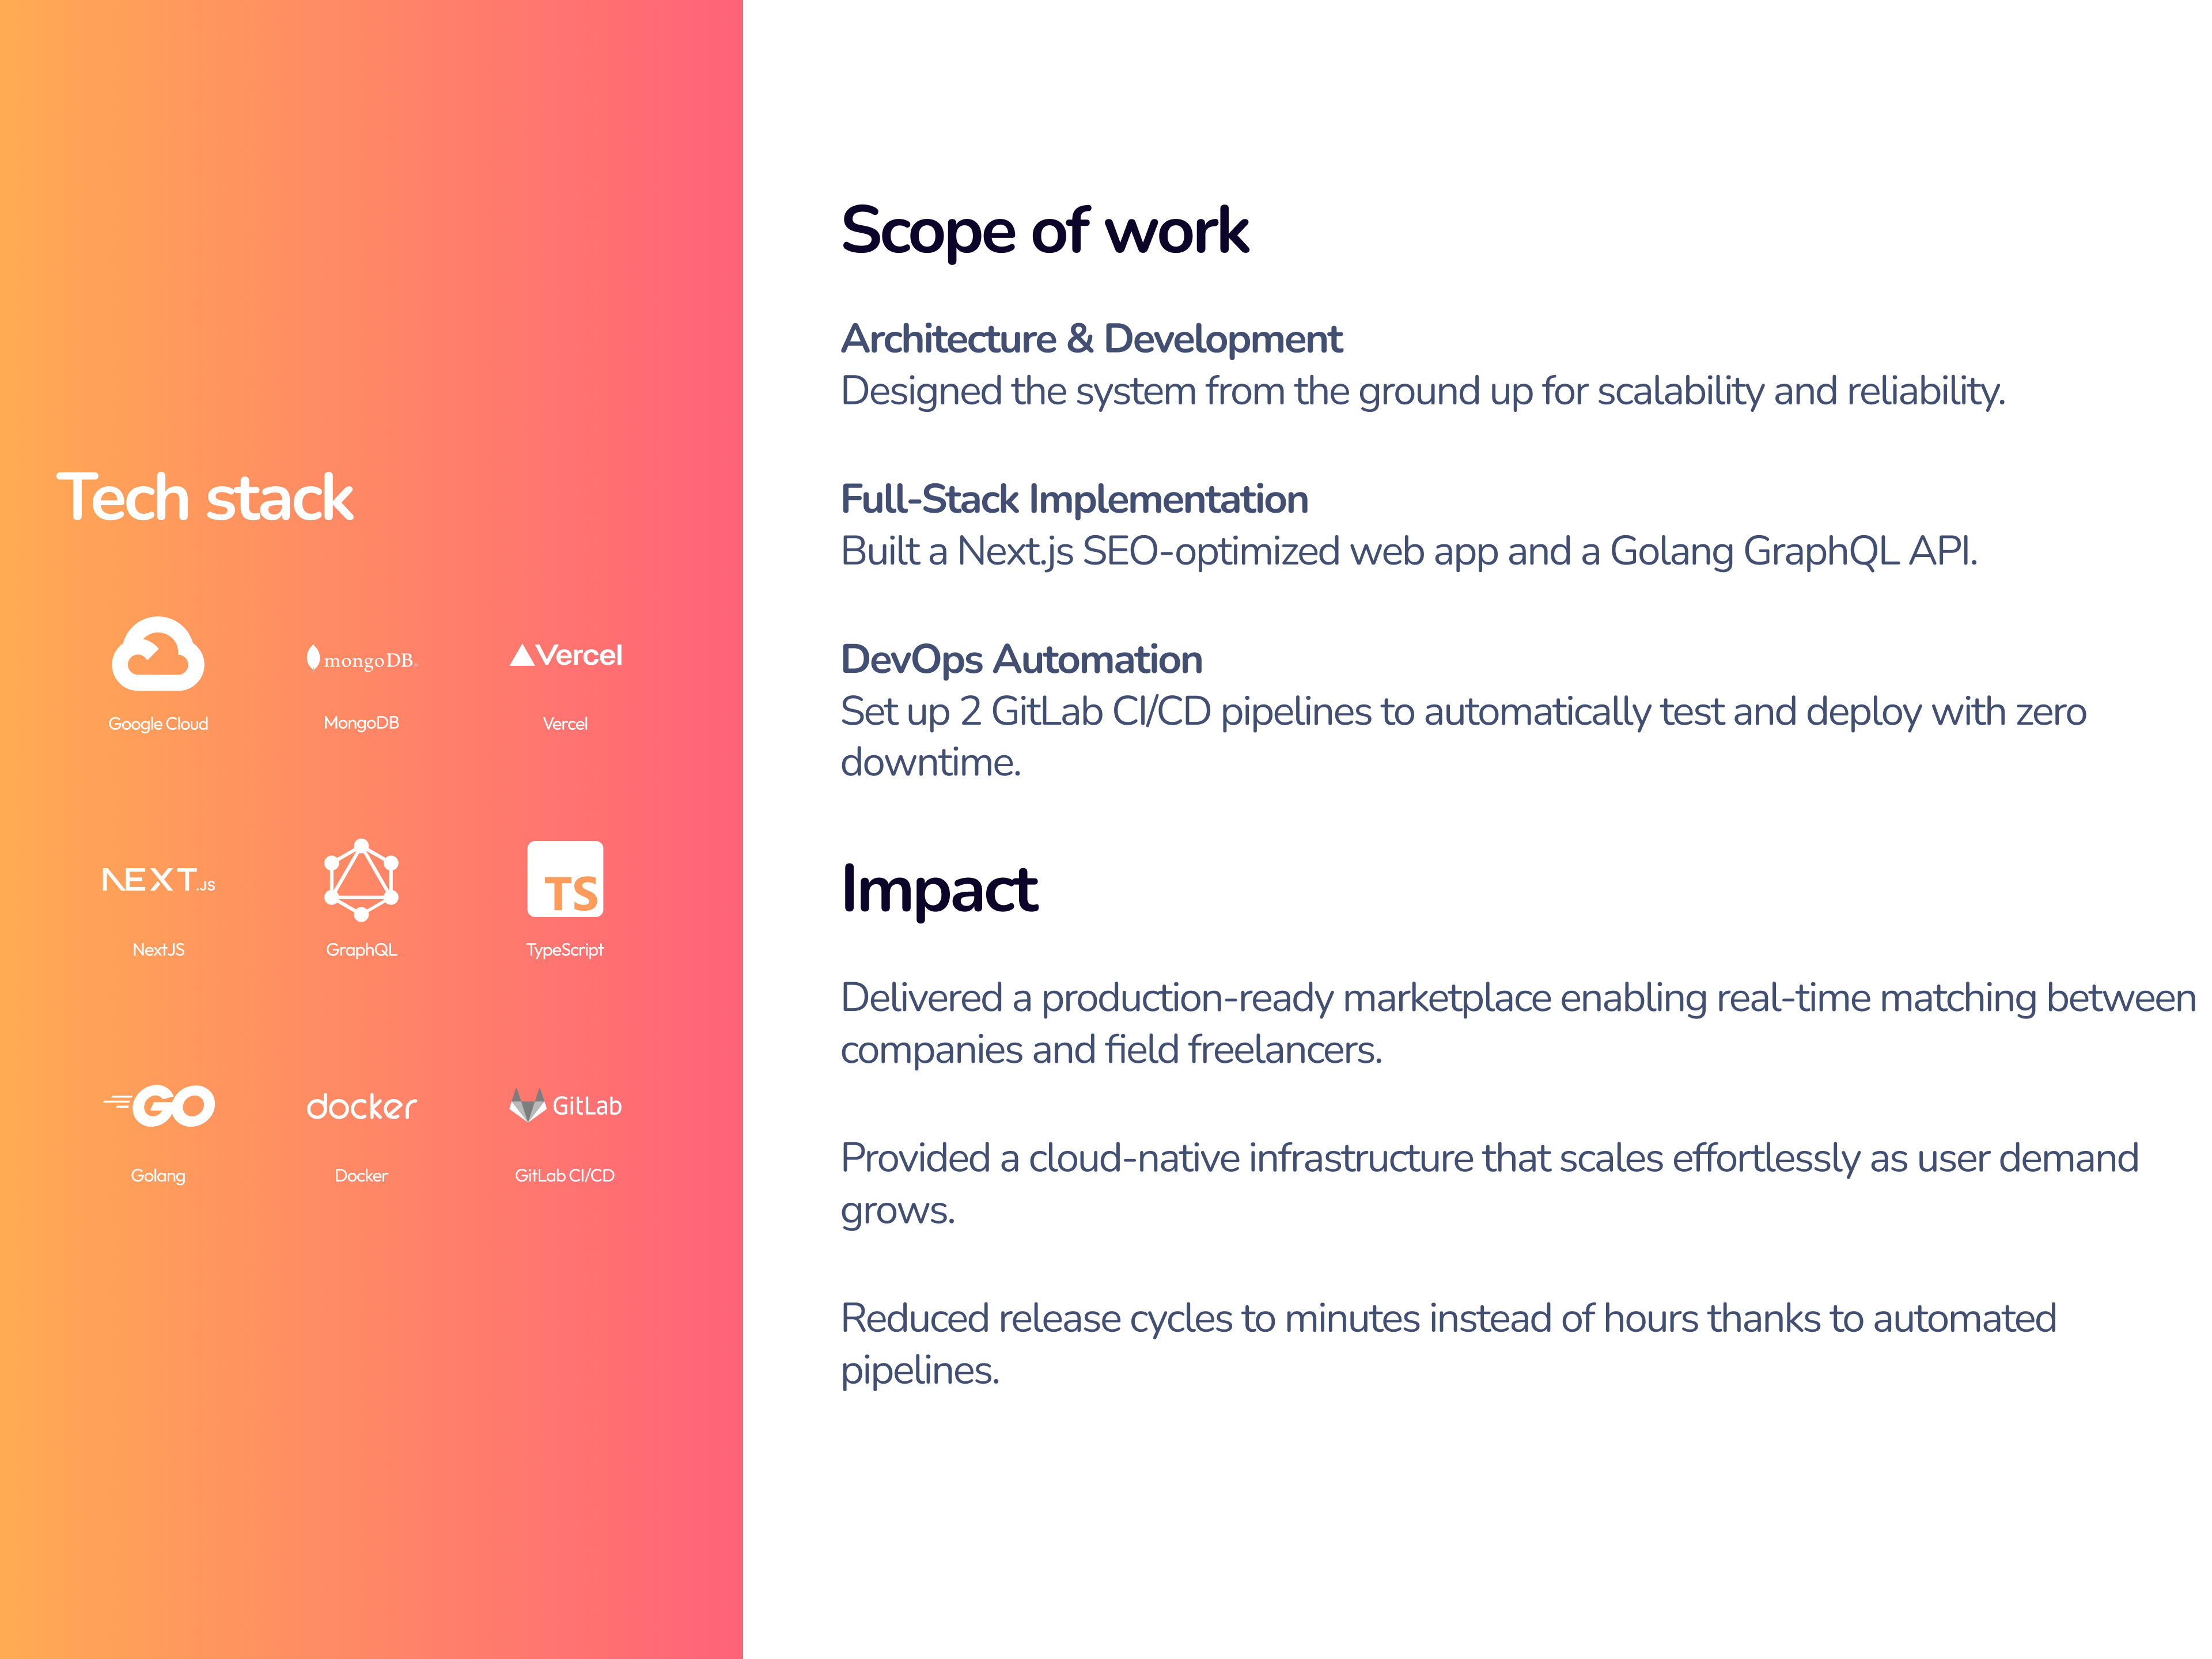 Tech stack
Google Cloud
mongoDB
MongoDB
Vercel
Vercel
NEXT.JS
NextJS
GraphQL
TS
TypeScript
GO
Golang
docker
Docker
GitLab
GitLab CI/CD
Scope of work
Architecture & Development
Designed the system from the ground up for scalability and reliability.
Full-Stack Implementation
Built a Next.js SEO-optimized web app and a Golang GraphQL API.
DevOps Automation
Set up 2 GitLab CI/CD pipelines to automatically test and deploy with zero
downtime.
Impact
Delivered a production-ready marketplace enabling real-time matching between
companies and field freelancers.
Provided a cloud-native infrastructure that scales effortlessly as user demand
grows.
Reduced release cycles to minutes instead of hours thanks to automated
pipelines.